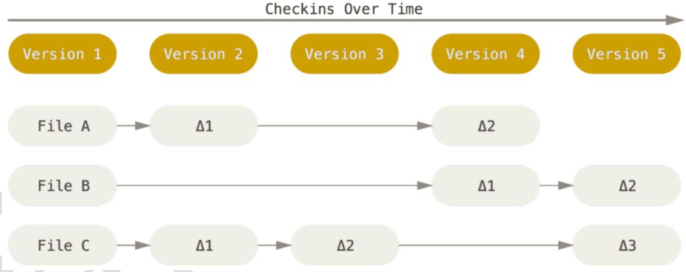 Checkins Over Time
Version 1 Version 2 Version 3 Version 4 Version 5
File A Δ1 Δ2
File B Δ1 Δ2
File C Δ1 Δ2 Δ3